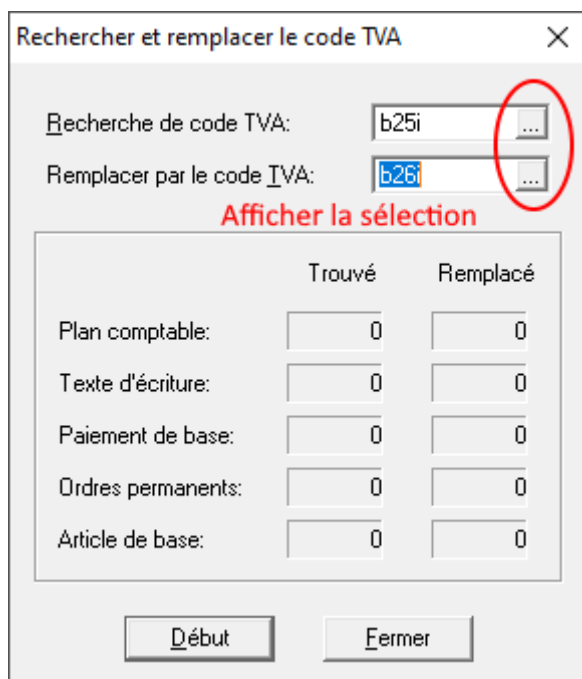 Rechercher et remplacer le code TVA
Recherche de code TVA: b25i ...
Remplacer par le code TVA: b26i ...
Afficher la sélection
Trouvé Remplacé
Plan comptable: 0 0
Texte d'écriture: 0 0
Paiement de base: 0 0
Ordres permanents: 0 0
Article de base: 0 0
Début Fermer